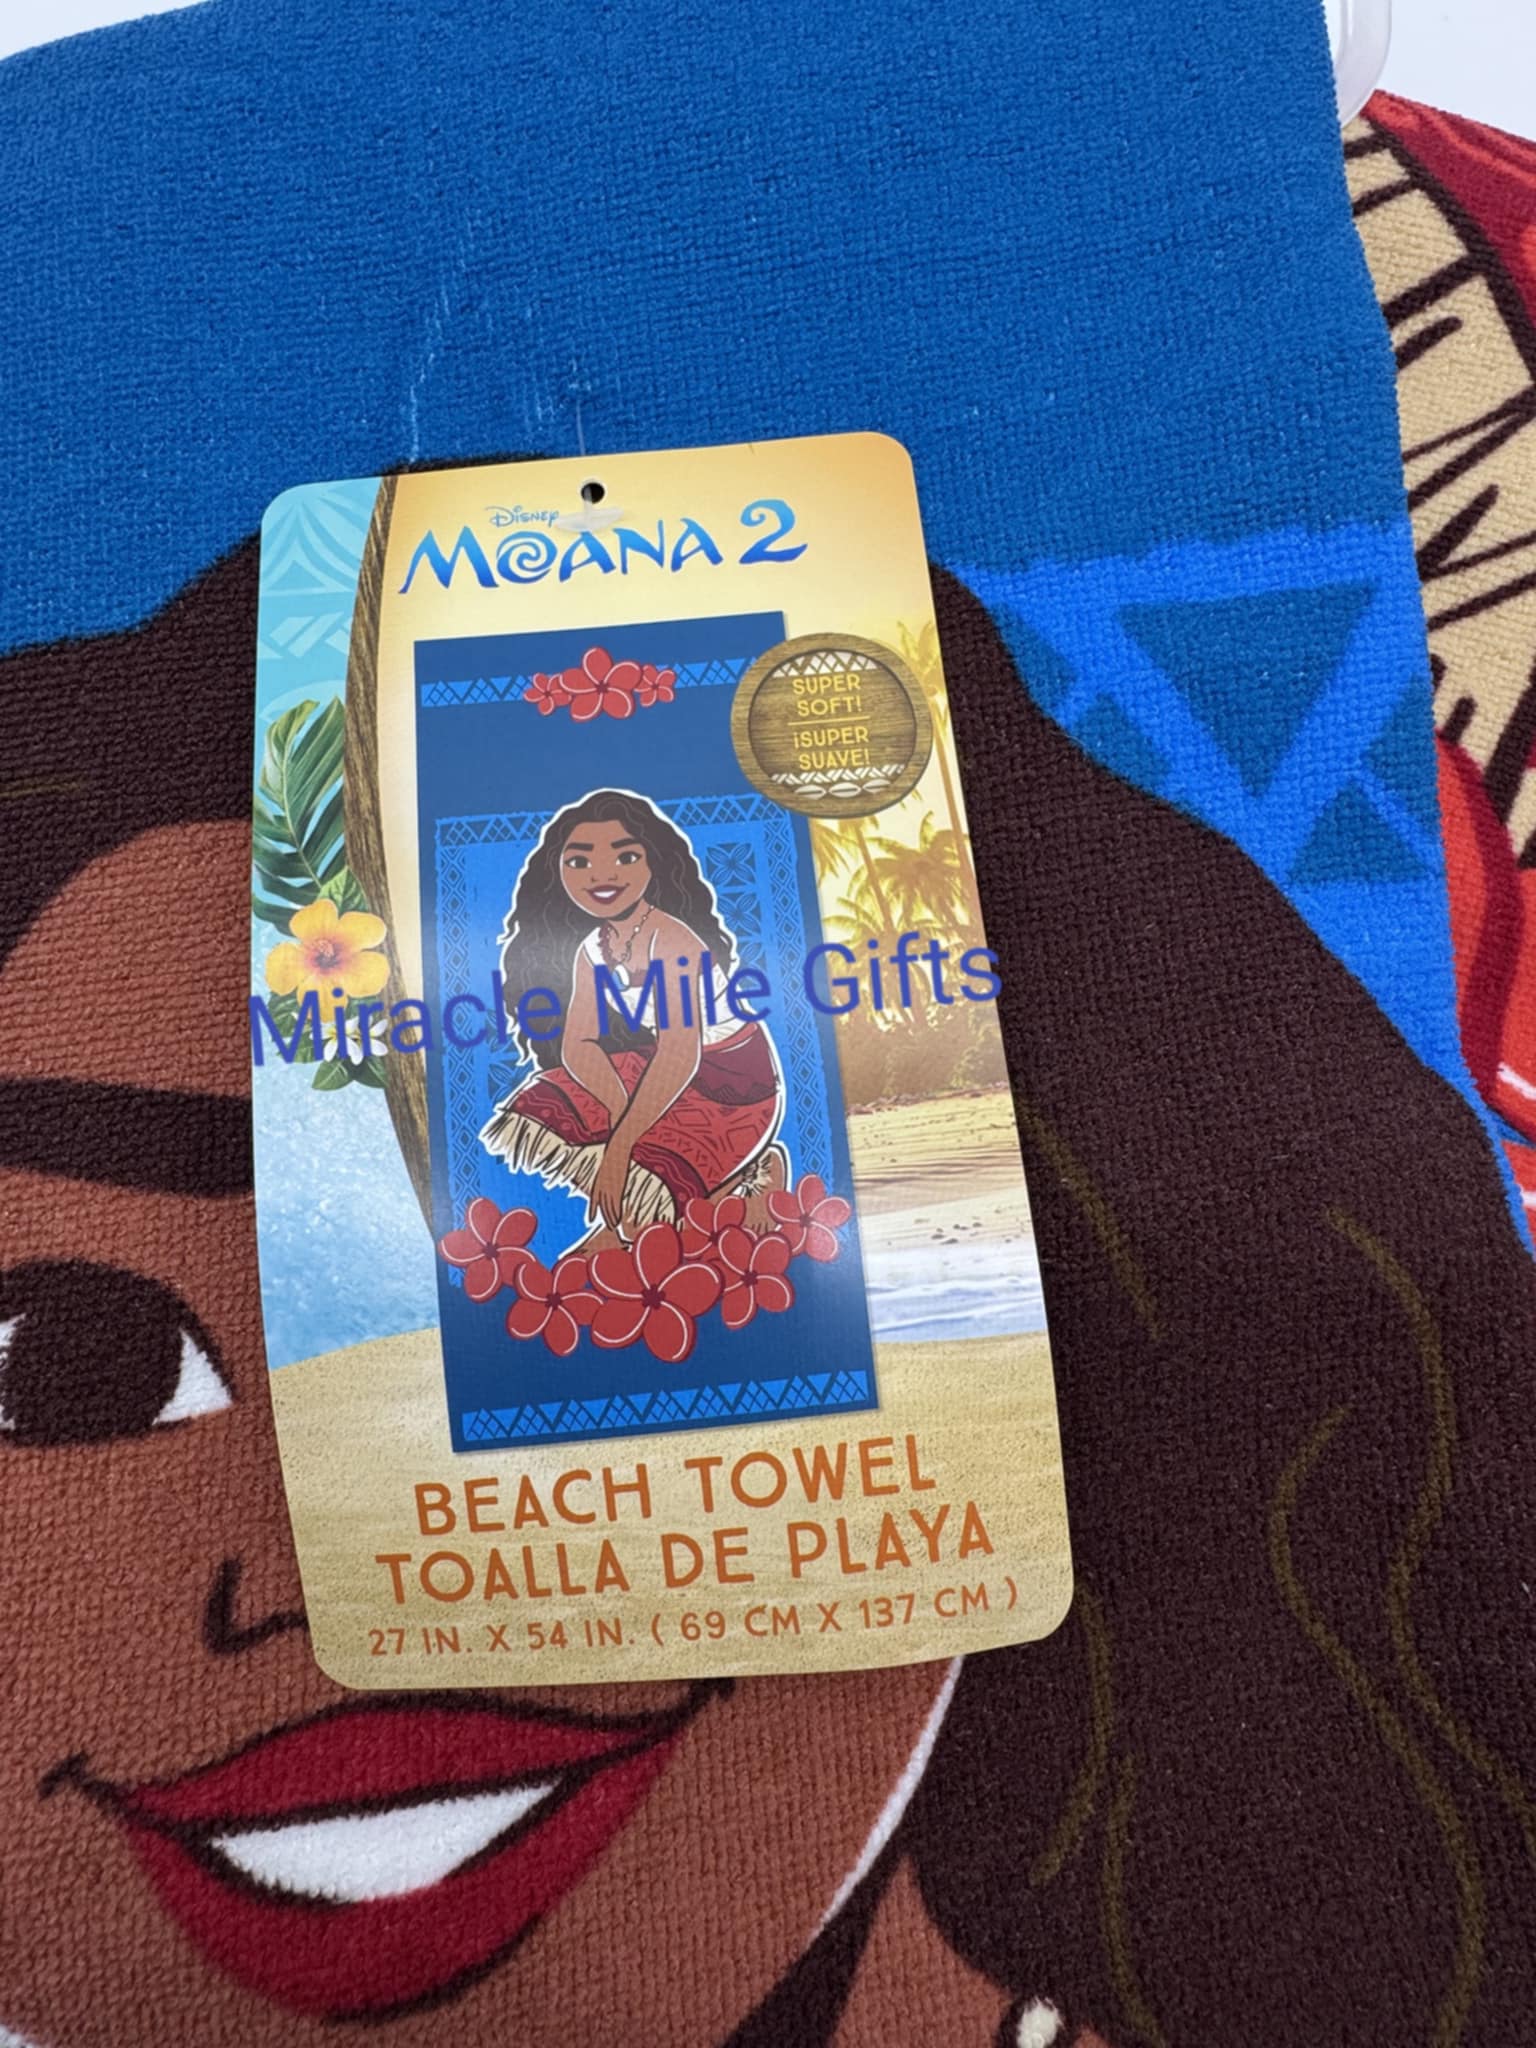 Disney
MOANA 2
SUPER
SOFT!
¡SUPER
SUAVE!
Miracle Mile Gifts
BEACH TOWEL
TOALLA DE PLAYA
27 IN. X 54 IN. ( 69 CM X 137 CM )